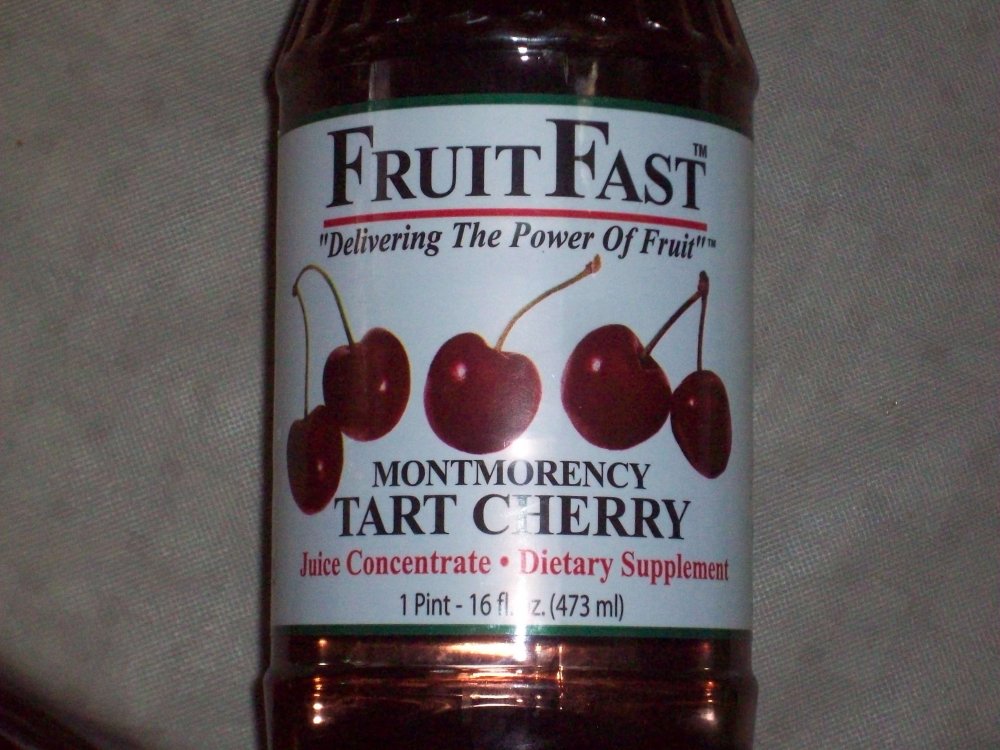 FRUITFAST™
"Delivering The Power Of Fruit"™
MONTMORENCY
TART CHERRY
Juice Concentrate • Dietary Supplement
1 Pint - 16 fl. oz. (473 ml)